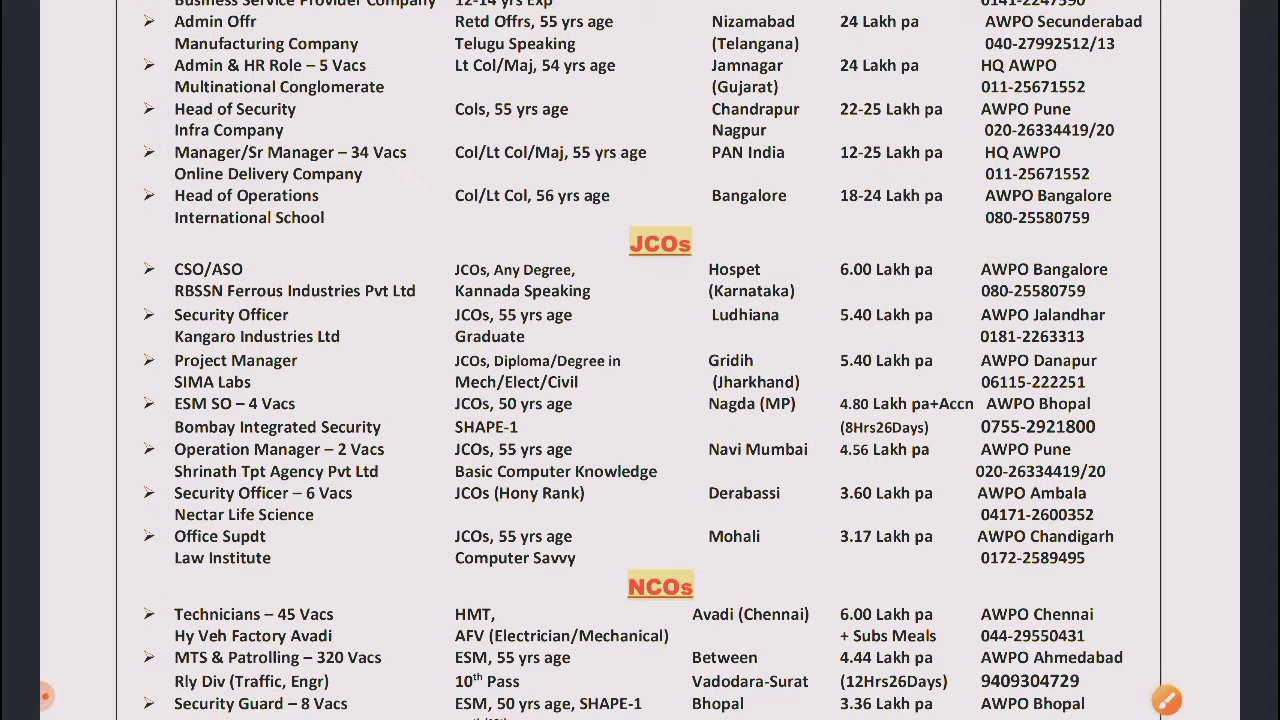 Business Service Provider Company 12-14 yrs Exp 0141-2247590
➢ Admin Offr Retd Offrs, 55 yrs age Nizamabad 24 Lakh pa AWPO Secunderabad
Manufacturing Company Telugu Speaking (Telangana) 040-27992512/13
➢ Admin & HR Role – 5 Vacs Lt Col/Maj, 54 yrs age Jamnagar 24 Lakh pa HQ AWPO
Multinational Conglomerate (Gujarat) 011-25671552
➢ Head of Security Cols, 55 yrs age Chandrapur 22-25 Lakh pa AWPO Pune
Infra Company Nagpur 020-26334419/20
➢ Manager/Sr Manager – 34 Vacs Col/Lt Col/Maj, 55 yrs age PAN India 12-25 Lakh pa HQ AWPO
Online Delivery Company 011-25671552
➢ Head of Operations Col/Lt Col, 56 yrs age Bangalore 18-24 Lakh pa AWPO Bangalore
International School 080-25580759
JCOs
➢ CSO/ASO JCOs, Any Degree, Hospet 6.00 Lakh pa AWPO Bangalore
RBSSN Ferrous Industries Pvt Ltd Kannada Speaking (Karnataka) 080-25580759
➢ Security Officer JCOs, 55 yrs age Ludhiana 5.40 Lakh pa AWPO Jalandhar
Kangaro Industries Ltd Graduate 0181-2263313
➢ Project Manager JCOs, Diploma/Degree in Gridih 5.40 Lakh pa AWPO Danapur
SIMA Labs Mech/Elect/Civil (Jharkhand) 06115-222251
➢ ESM SO – 4 Vacs JCOs, 50 yrs age Nagda (MP) 4.80 Lakh pa+Accn AWPO Bhopal
Bombay Integrated Security SHAPE-1 (8Hrs26Days) 0755-2921800
➢ Operation Manager – 2 Vacs JCOs, 55 yrs age Navi Mumbai 4.56 Lakh pa AWPO Pune
Shrinath Tpt Agency Pvt Ltd Basic Computer Knowledge 020-26334419/20
➢ Security Officer – 6 Vacs JCOs (Hony Rank) Derabassi 3.60 Lakh pa AWPO Ambala
Nectar Life Science 04171-2600352
➢ Office Supdt JCOs, 55 yrs age Mohali 3.17 Lakh pa AWPO Chandigarh
Law Institute Computer Savvy 0172-2589495
NCOs
➢ Technicians – 45 Vacs HMT, Avadi (Chennai) 6.00 Lakh pa AWPO Chennai
Hy Veh Factory Avadi AFV (Electrician/Mechanical) + Subs Meals 044-29550431
➢ MTS & Patrolling – 320 Vacs ESM, 55 yrs age Between 4.44 Lakh pa AWPO Ahmedabad
Rly Div (Traffic, Engr) 10th Pass Vadodara-Surat (12Hrs26Days) 9409304729
➢ Security Guard – 8 Vacs ESM, 50 yrs age, SHAPE-1 Bhopal 3.36 Lakh pa AWPO Bhopal